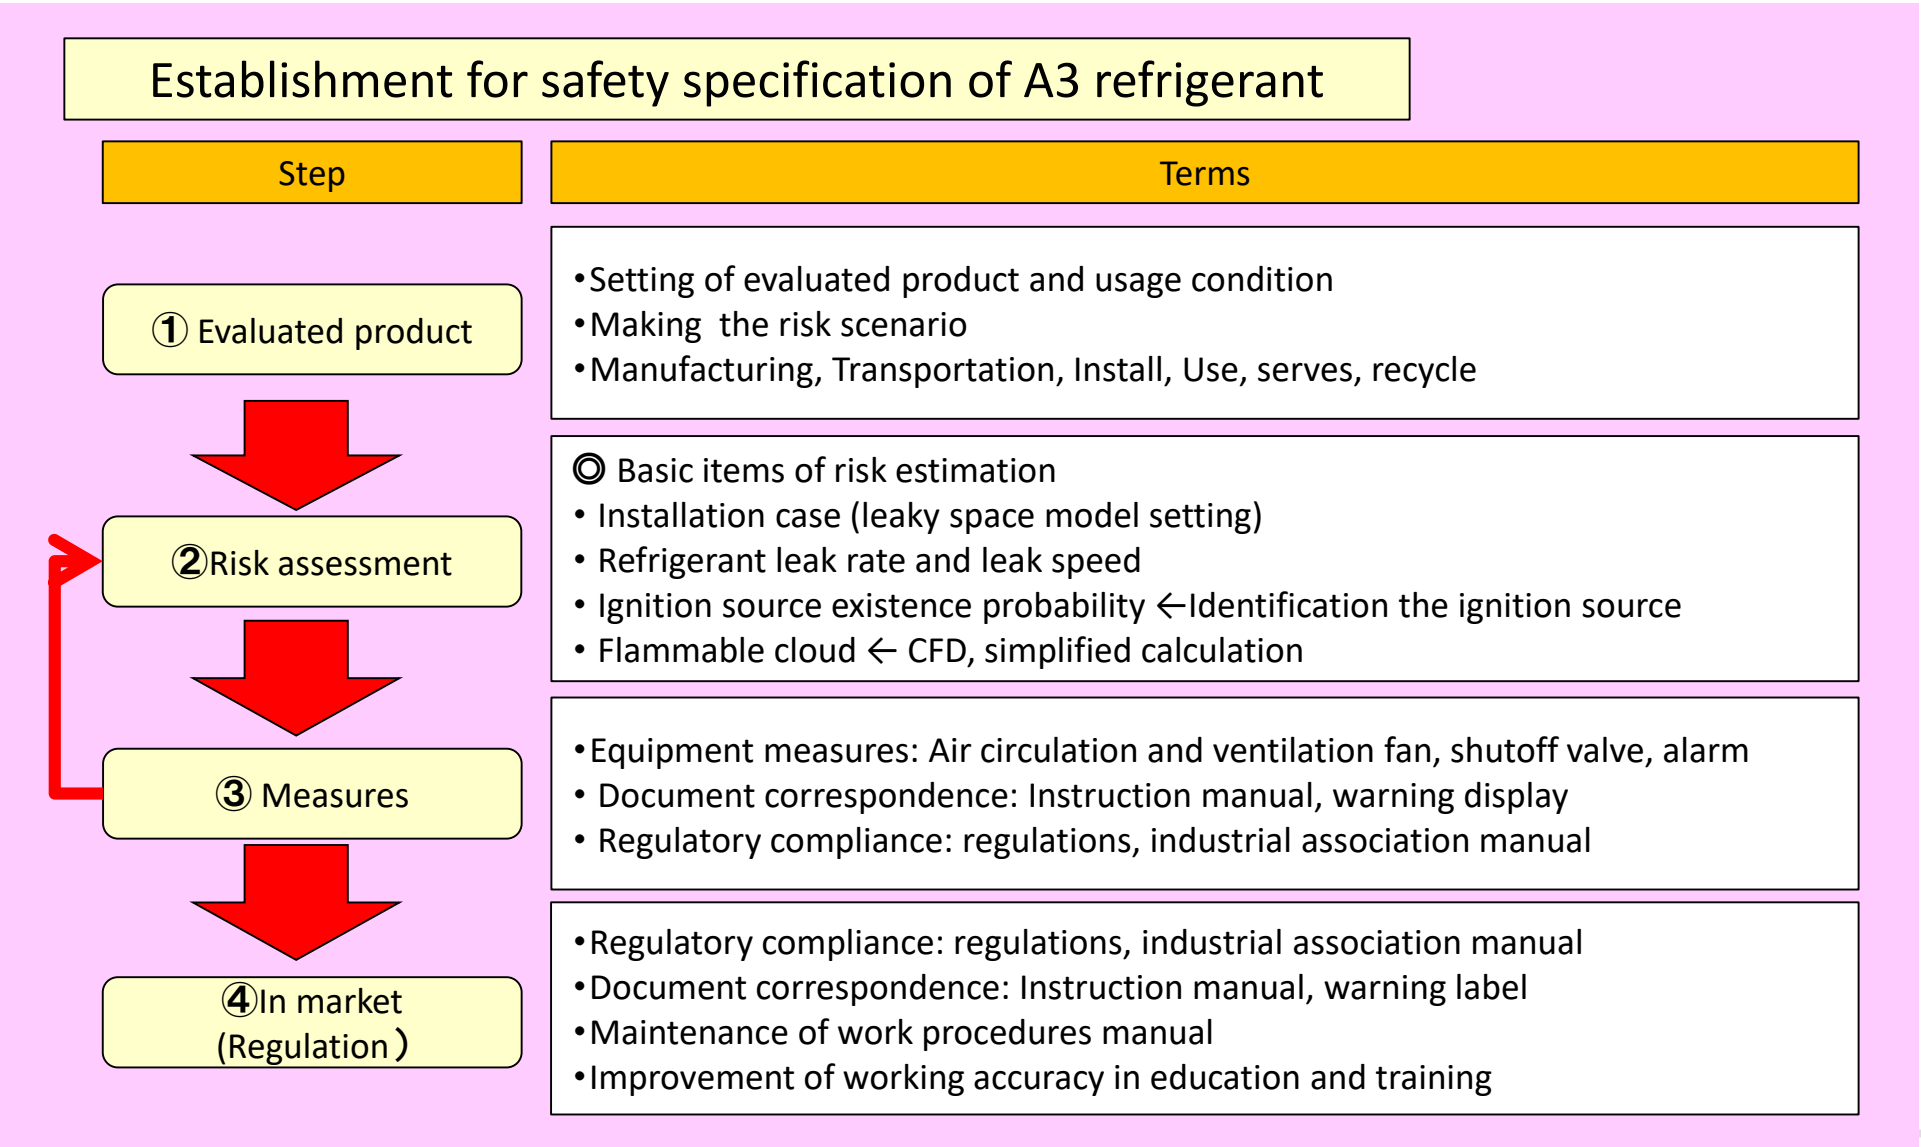 Establishment for safety specification of A3 refrigerant
Step
Terms
① Evaluated product
•Setting of evaluated product and usage condition
•Making the risk scenario
•Manufacturing, Transportation, Install, Use, serves, recycle
②Risk assessment
◎ Basic items of risk estimation
• Installation case (leaky space model setting)
• Refrigerant leak rate and leak speed
• Ignition source existence probability ←Identification the ignition source
• Flammable cloud ← CFD, simplified calculation
③ Measures
•Equipment measures: Air circulation and ventilation fan, shutoff valve, alarm
• Document correspondence: Instruction manual, warning display
• Regulatory compliance: regulations, industrial association manual
④In market
(Regulation）
•Regulatory compliance: regulations, industrial association manual
•Document correspondence: Instruction manual, warning label
•Maintenance of work procedures manual
•Improvement of working accuracy in education and training